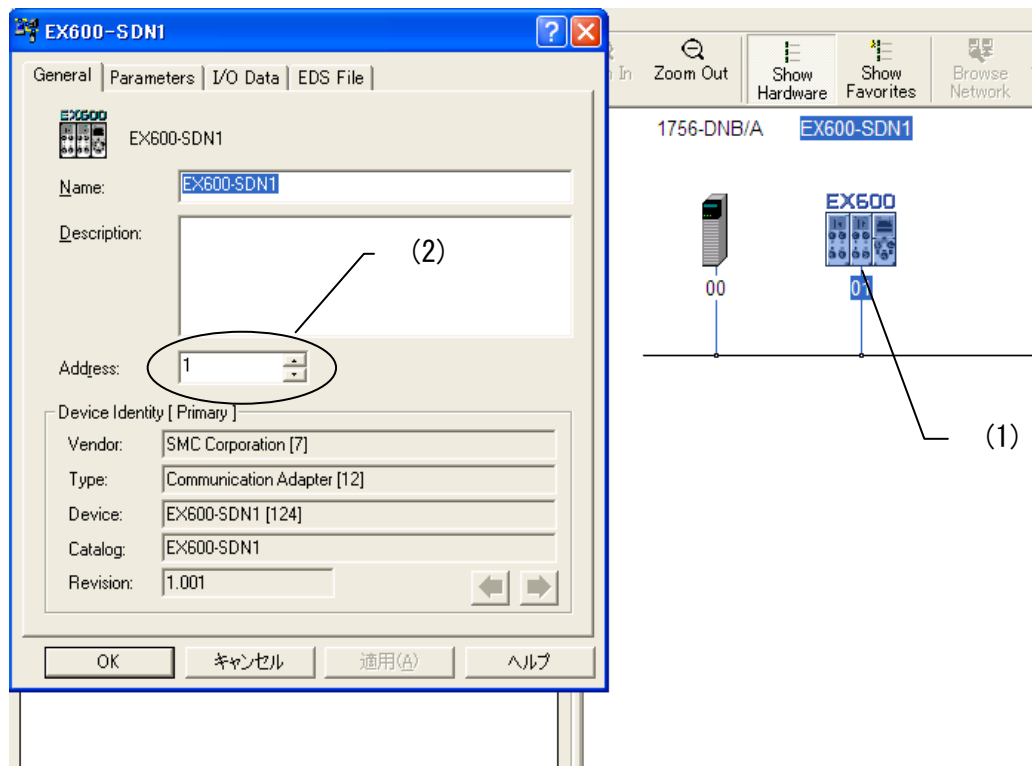 EX600-SDN1
General
Parameters
I/O Data
EDS File
EX600
EX600-SDN1
Name:
EX600-SDN1
Description:
(2)
Address:
1
Device Identity [ Primary ]
Vendor:
SMC Corporation [7]
Type:
Communication Adapter [12]
Device:
EX600-SDN1 [124]
Catalog:
EX600-SDN1
Revision:
1.001
OK
キャンセル
適用(A)
ヘルプ
In
Zoom Out
Show
Hardware
Show
Favorites
Browse
Network
1756-DNB/A
EX600-SDN1
EX600
00
01
(1)